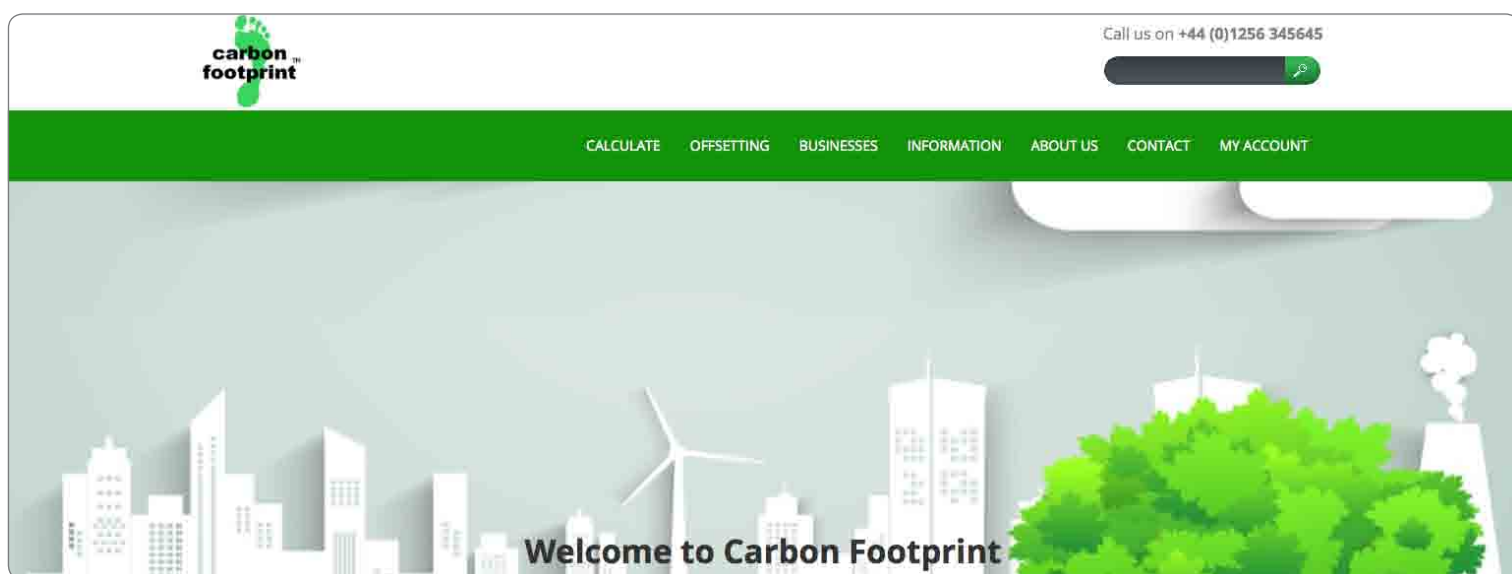 carbon
footprint™
Call us on +44 (0)1256 345645
CALCULATE OFFSETTING BUSINESSES INFORMATION ABOUT US CONTACT MY ACCOUNT
Welcome to Carbon Footprint